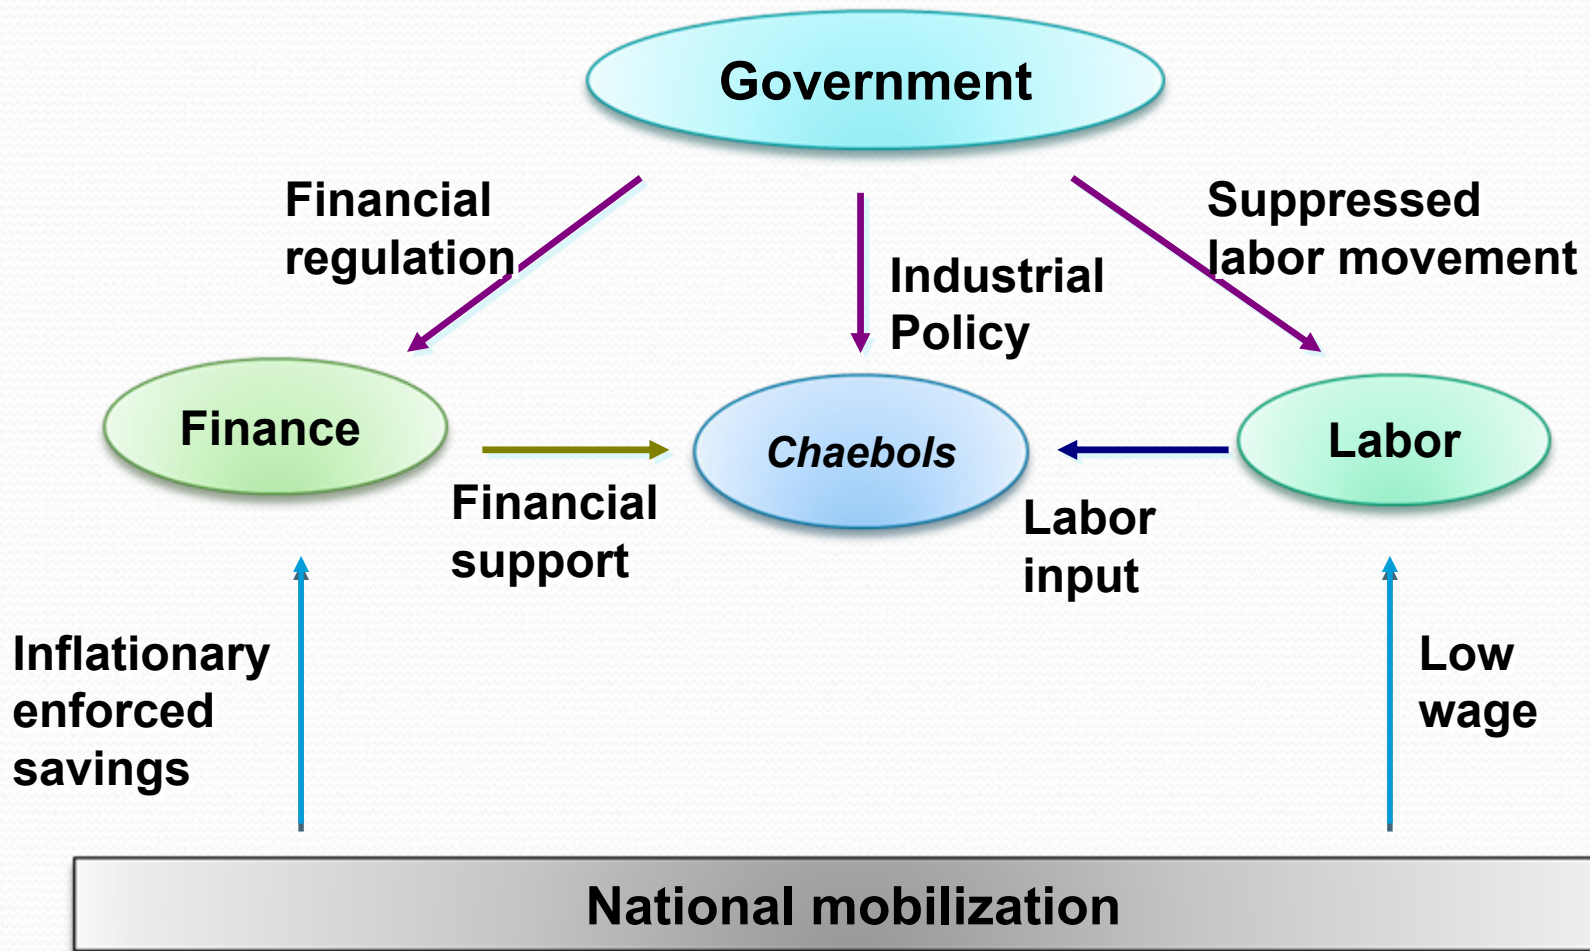 Government
Financial
regulation
Suppressed
labor movement
Industrial
Policy
Finance
Chaebols
Labor
Financial
support
Labor
input
Inflationary
enforced
savings
Low
wage
National mobilization